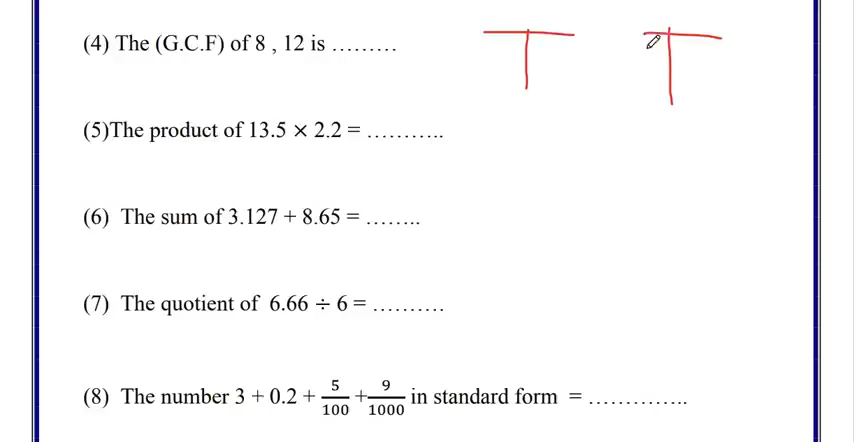 (4) The (G.C.F) of 8 , 12 is ………
(5)The product of 13.5 × 2.2 = ………..
(6) The sum of 3.127 + 8.65 = ……..
(7) The quotient of 6.66 ÷ 6 = ……….
(8) The number 3 + 0.2 + 5/100 + 9/1000 in standard form = …………..